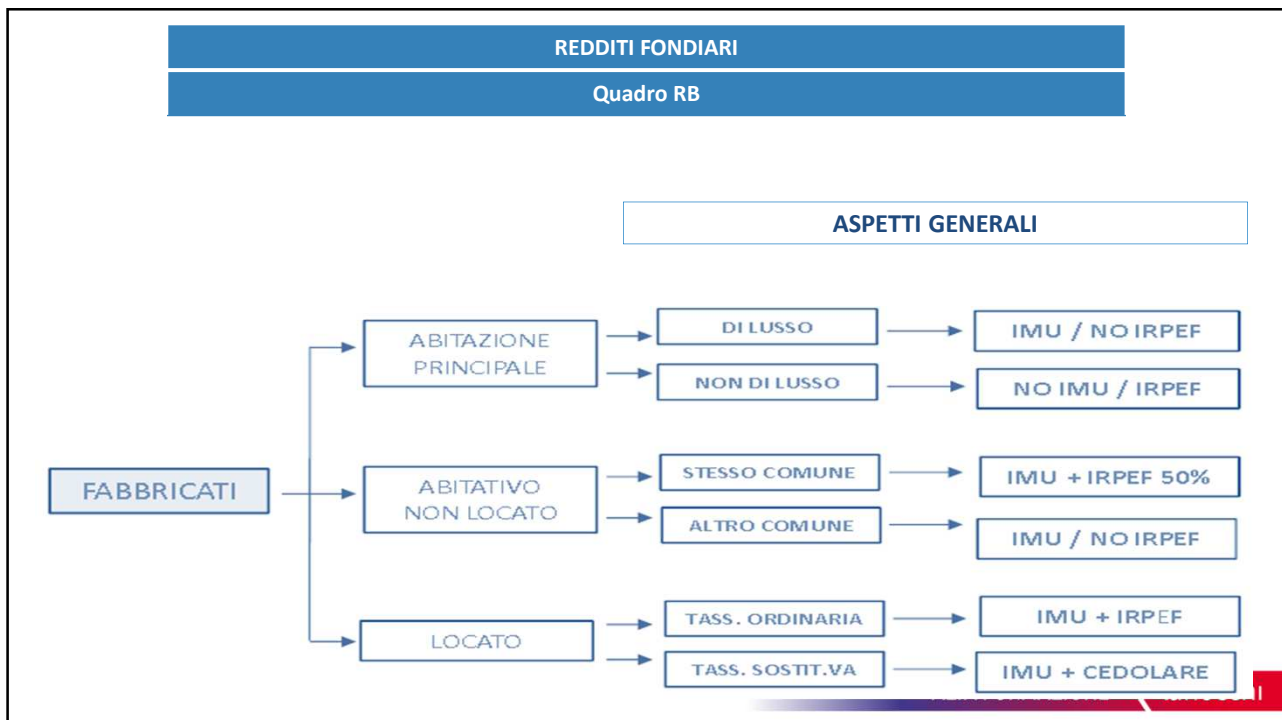 REDDITI FONDIARI
Quadro RB
ASPETTI GENERALI
FABBRICATI
ABITAZIONE
PRINCIPALE
DI LUSSO
IMU / NO IRPEF
NON DI LUSSO
NO IMU / IRPEF
ABITATIVO
NON LOCATO
STESSO COMUNE
IMU + IRPEF 50%
ALTRO COMUNE
IMU / NO IRPEF
LOCATO
TASS. ORDINARIA
IMU + IRPEF
TASS. SOSTIT.VA
IMU + CEDOLARE